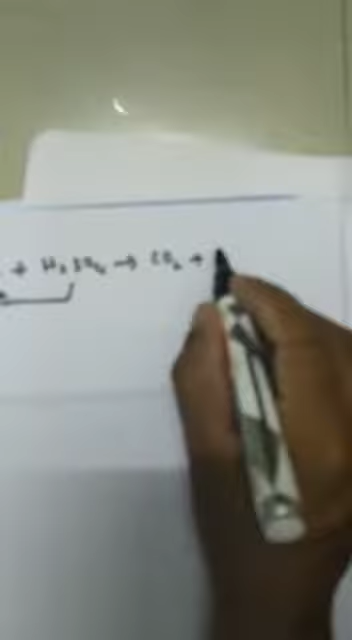 + H₂SO₄ → CO₂ +